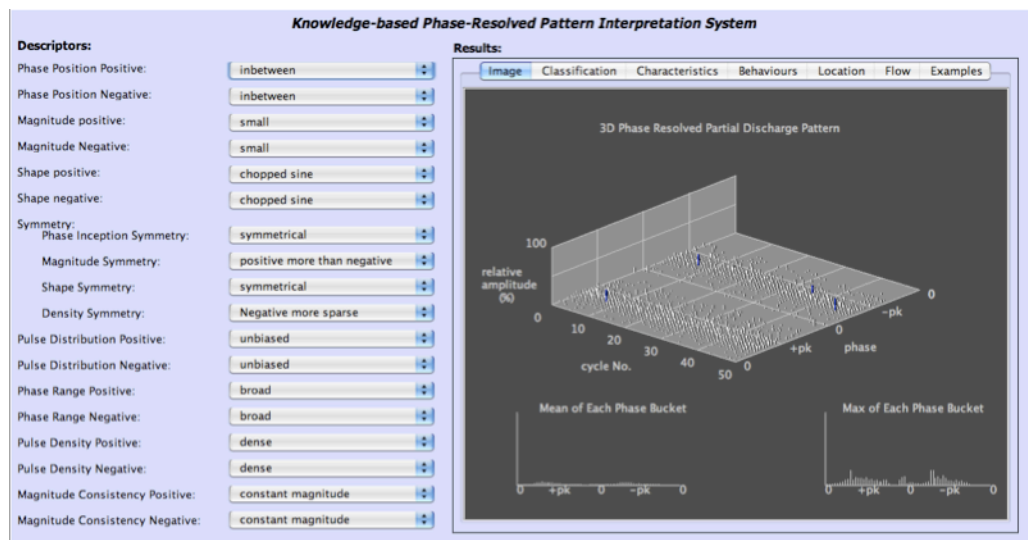 Knowledge-based Phase-Resolved Pattern Interpretation System
Descriptors:
Phase Position Positive: inbetween
Phase Position Negative: inbetween
Magnitude positive: small
Magnitude Negative: small
Shape positive: chopped sine
Shape negative: chopped sine
Symmetry:
Phase Inception Symmetry: symmetrical
Magnitude Symmetry: positive more than negative
Shape Symmetry: symmetrical
Density Symmetry: Negative more sparse
Pulse Distribution Positive: unbiased
Pulse Distribution Negative: unbiased
Phase Range Positive: broad
Phase Range Negative: broad
Pulse Density Positive: dense
Pulse Density Negative: dense
Magnitude Consistency Positive: constant magnitude
Magnitude Consistency Negative: constant magnitude
Results:
Image Classification Characteristics Behaviours Location Flow Examples
3D Phase Resolved Partial Discharge Pattern
100
relative
amplitude
(%)
0
10
20
30
40
50
cycle No.
0
+pk
0
-pk
0
phase
Mean of Each Phase Bucket
0 +pk 0 -pk 0
Max of Each Phase Bucket
0 +pk 0 -pk 0